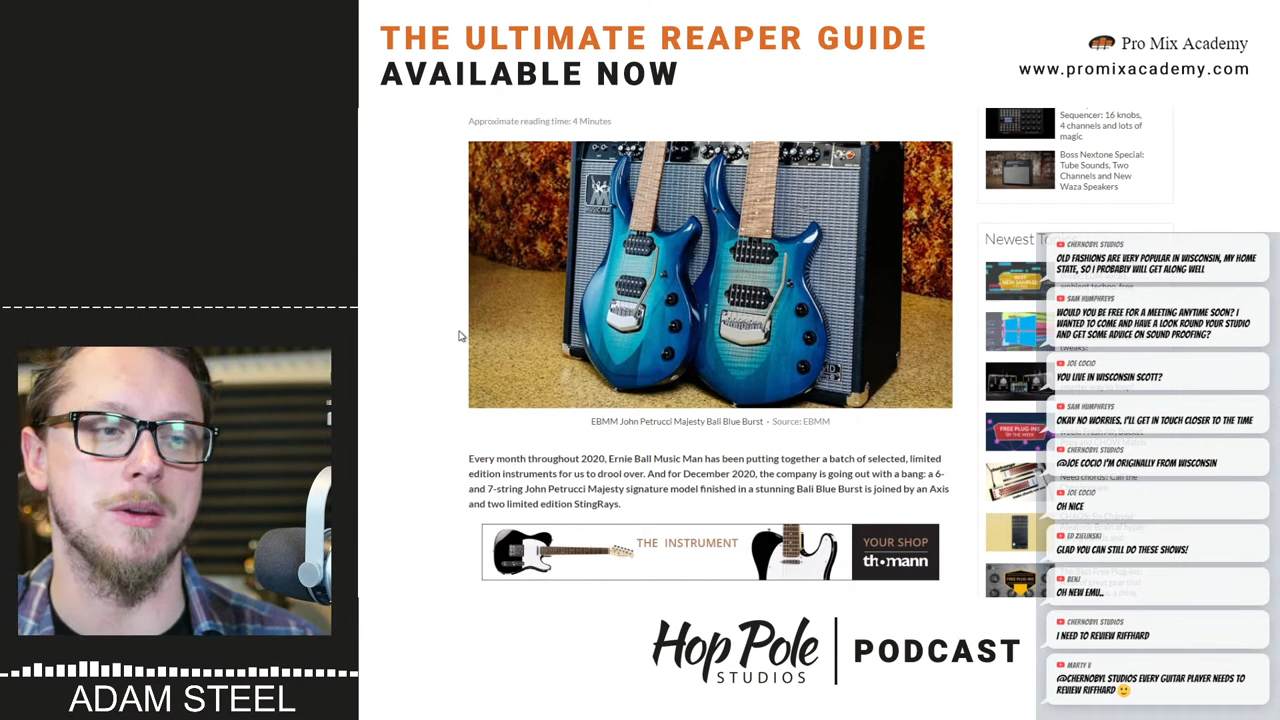 THE ULTIMATE REAPER GUIDE
AVAILABLE NOW
Pro Mix Academy
www.promixacademy.com
Approximate reading time: 4 Minutes
Sequencer: 16 knobs,
4 channels and lots of
magic
Boss Nextone Special:
Tube Sounds, Two
Channels and New
Waza Speakers
EBMM John Petrucci Majesty Bali Blue Burst - Source: EBMM
Every month throughout 2020, Ernie Ball Music Man has been putting together a batch of selected, limited
edition instruments for us to drool over. And for December 2020, the company is going out with a bang: a 6-
and 7-string John Petrucci Majesty signature model finished in a stunning Bali Blue Burst is joined by an Axis
and two limited edition StingRays.
THE INSTRUMENT
YOUR SHOP
th•mann
Newest
CHERNOBYL STUDIOS
OLD FASHIONS ARE VERY POPULAR IN WISCONSIN, MY HOME
STATE, SO I PROBABLY WILL GET ALONG WELL
SAM HUMPHREYS
WOULD YOU BE FREE FOR A MEETING ANYTIME SOON? I
WANTED TO COME AND HAVE A LOOK ROUND YOUR STUDIO
AND GET SOME ADVICE ON SOUND PROOFING?
JOE COCIO
YOU LIVE IN WISCONSIN SCOTT?
SAM HUMPHREYS
OKAY NO WORRIES, I'LL GET IN TOUCH CLOSER TO THE TIME
CHERNOBYL STUDIOS
@JOE COCIO I'M ORIGINALLY FROM WISCONSIN
JOE COCIO
OH NICE
ED ZIELINSKI
GLAD YOU CAN STILL DO THESE SHOWS!
BENJ
OH NEW EMU..
CHERNOBYL STUDIOS
I NEED TO REVIEW RIFFHARD
MARTY V
@CHERNOBYL STUDIOS EVERY GUITAR PLAYER NEEDS TO
REVIEW RIFFHARD 🙂
Hop Pole
STUDIOS
PODCAST
ADAM STEEL